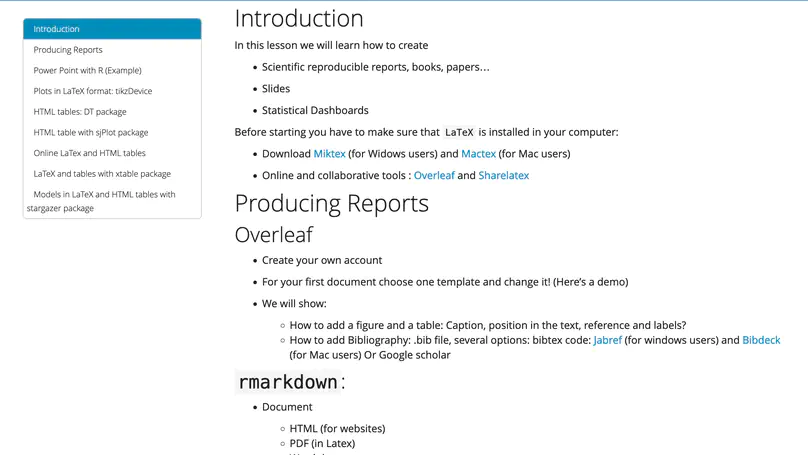 Introduction
Producing Reports
Power Point with R (Example)
Plots in LaTeX format: tikzDevice
HTML tables: DT package
HTML table with sjPlot package
Online LaTex and HTML tables
LaTeX and tables with xtable package
Models in LaTeX and HTML tables with
stargazer package
Introduction
In this lesson we will learn how to create
• Scientific reproducible reports, books, papers…
• Slides
• Statistical Dashboards
Before starting you have to make sure that LaTeX is installed in your computer:
• Download Miktex (for Widows users) and Mactex (for Mac users)
• Online and collaborative tools : Overleaf and Sharelatex
Producing Reports
Overleaf
• Create your own account
• For your first document choose one template and change it! (Here's a demo)
• We will show:
◦ How to add a figure and a table: Caption, position in the text, reference and labels?
◦ How to add Bibliography: .bib file, several options: bibtex code: Jabref (for windows users) and Bibdeck
(for Mac users) Or Google scholar
rmarkdown:
• Document
◦ HTML (for websites)
◦ PDF (in Latex)